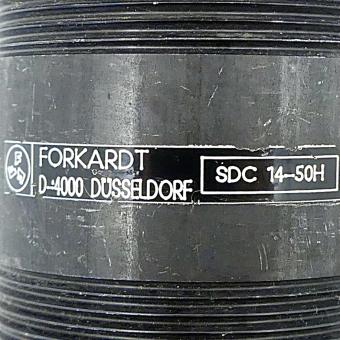 FORKARDT
D-4000 DÜSSELDORF
SDC 14-50H